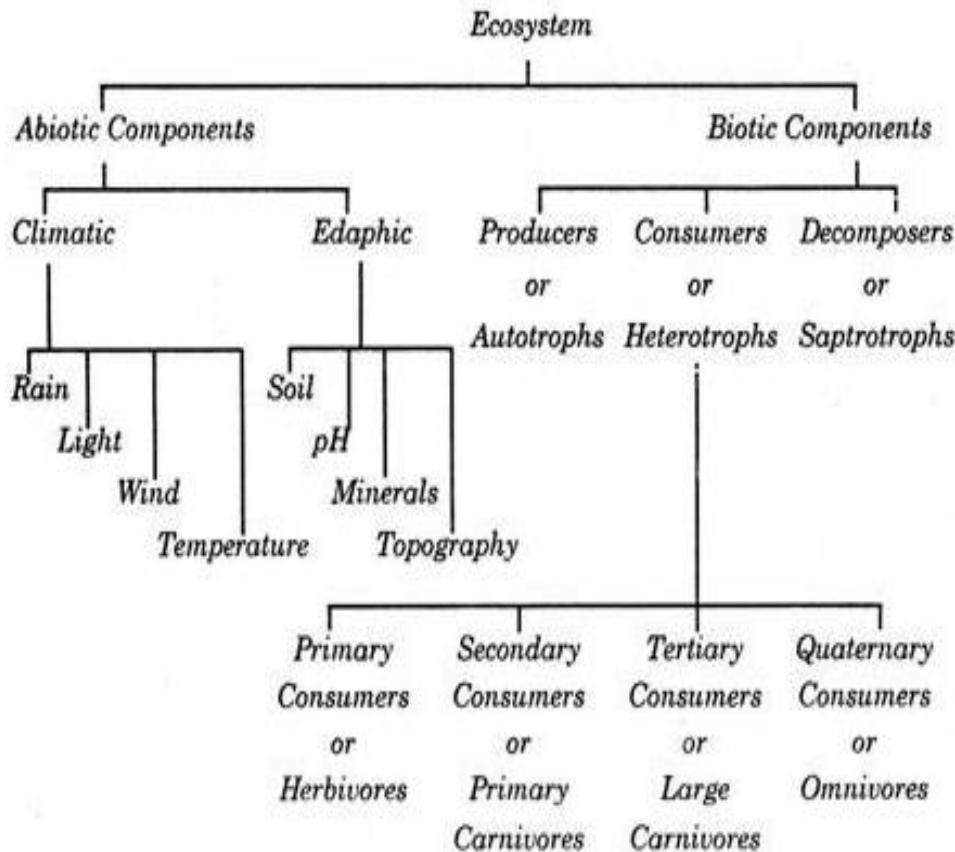 Ecosystem
Abiotic Components
Biotic Components
Climatic
Edaphic
Producers
or
Autotrophs
Consumers
or
Heterotrophs
Decomposers
or
Saptrotrophs
Rain
Light
Wind
Temperature
Soil
pH
Minerals
Topography
Primary
Consumers
or
Herbivores
Secondary
Consumers
or
Primary
Carnivores
Tertiary
Consumers
or
Large
Carnivores
Quaternary
Consumers
or
Omnivores